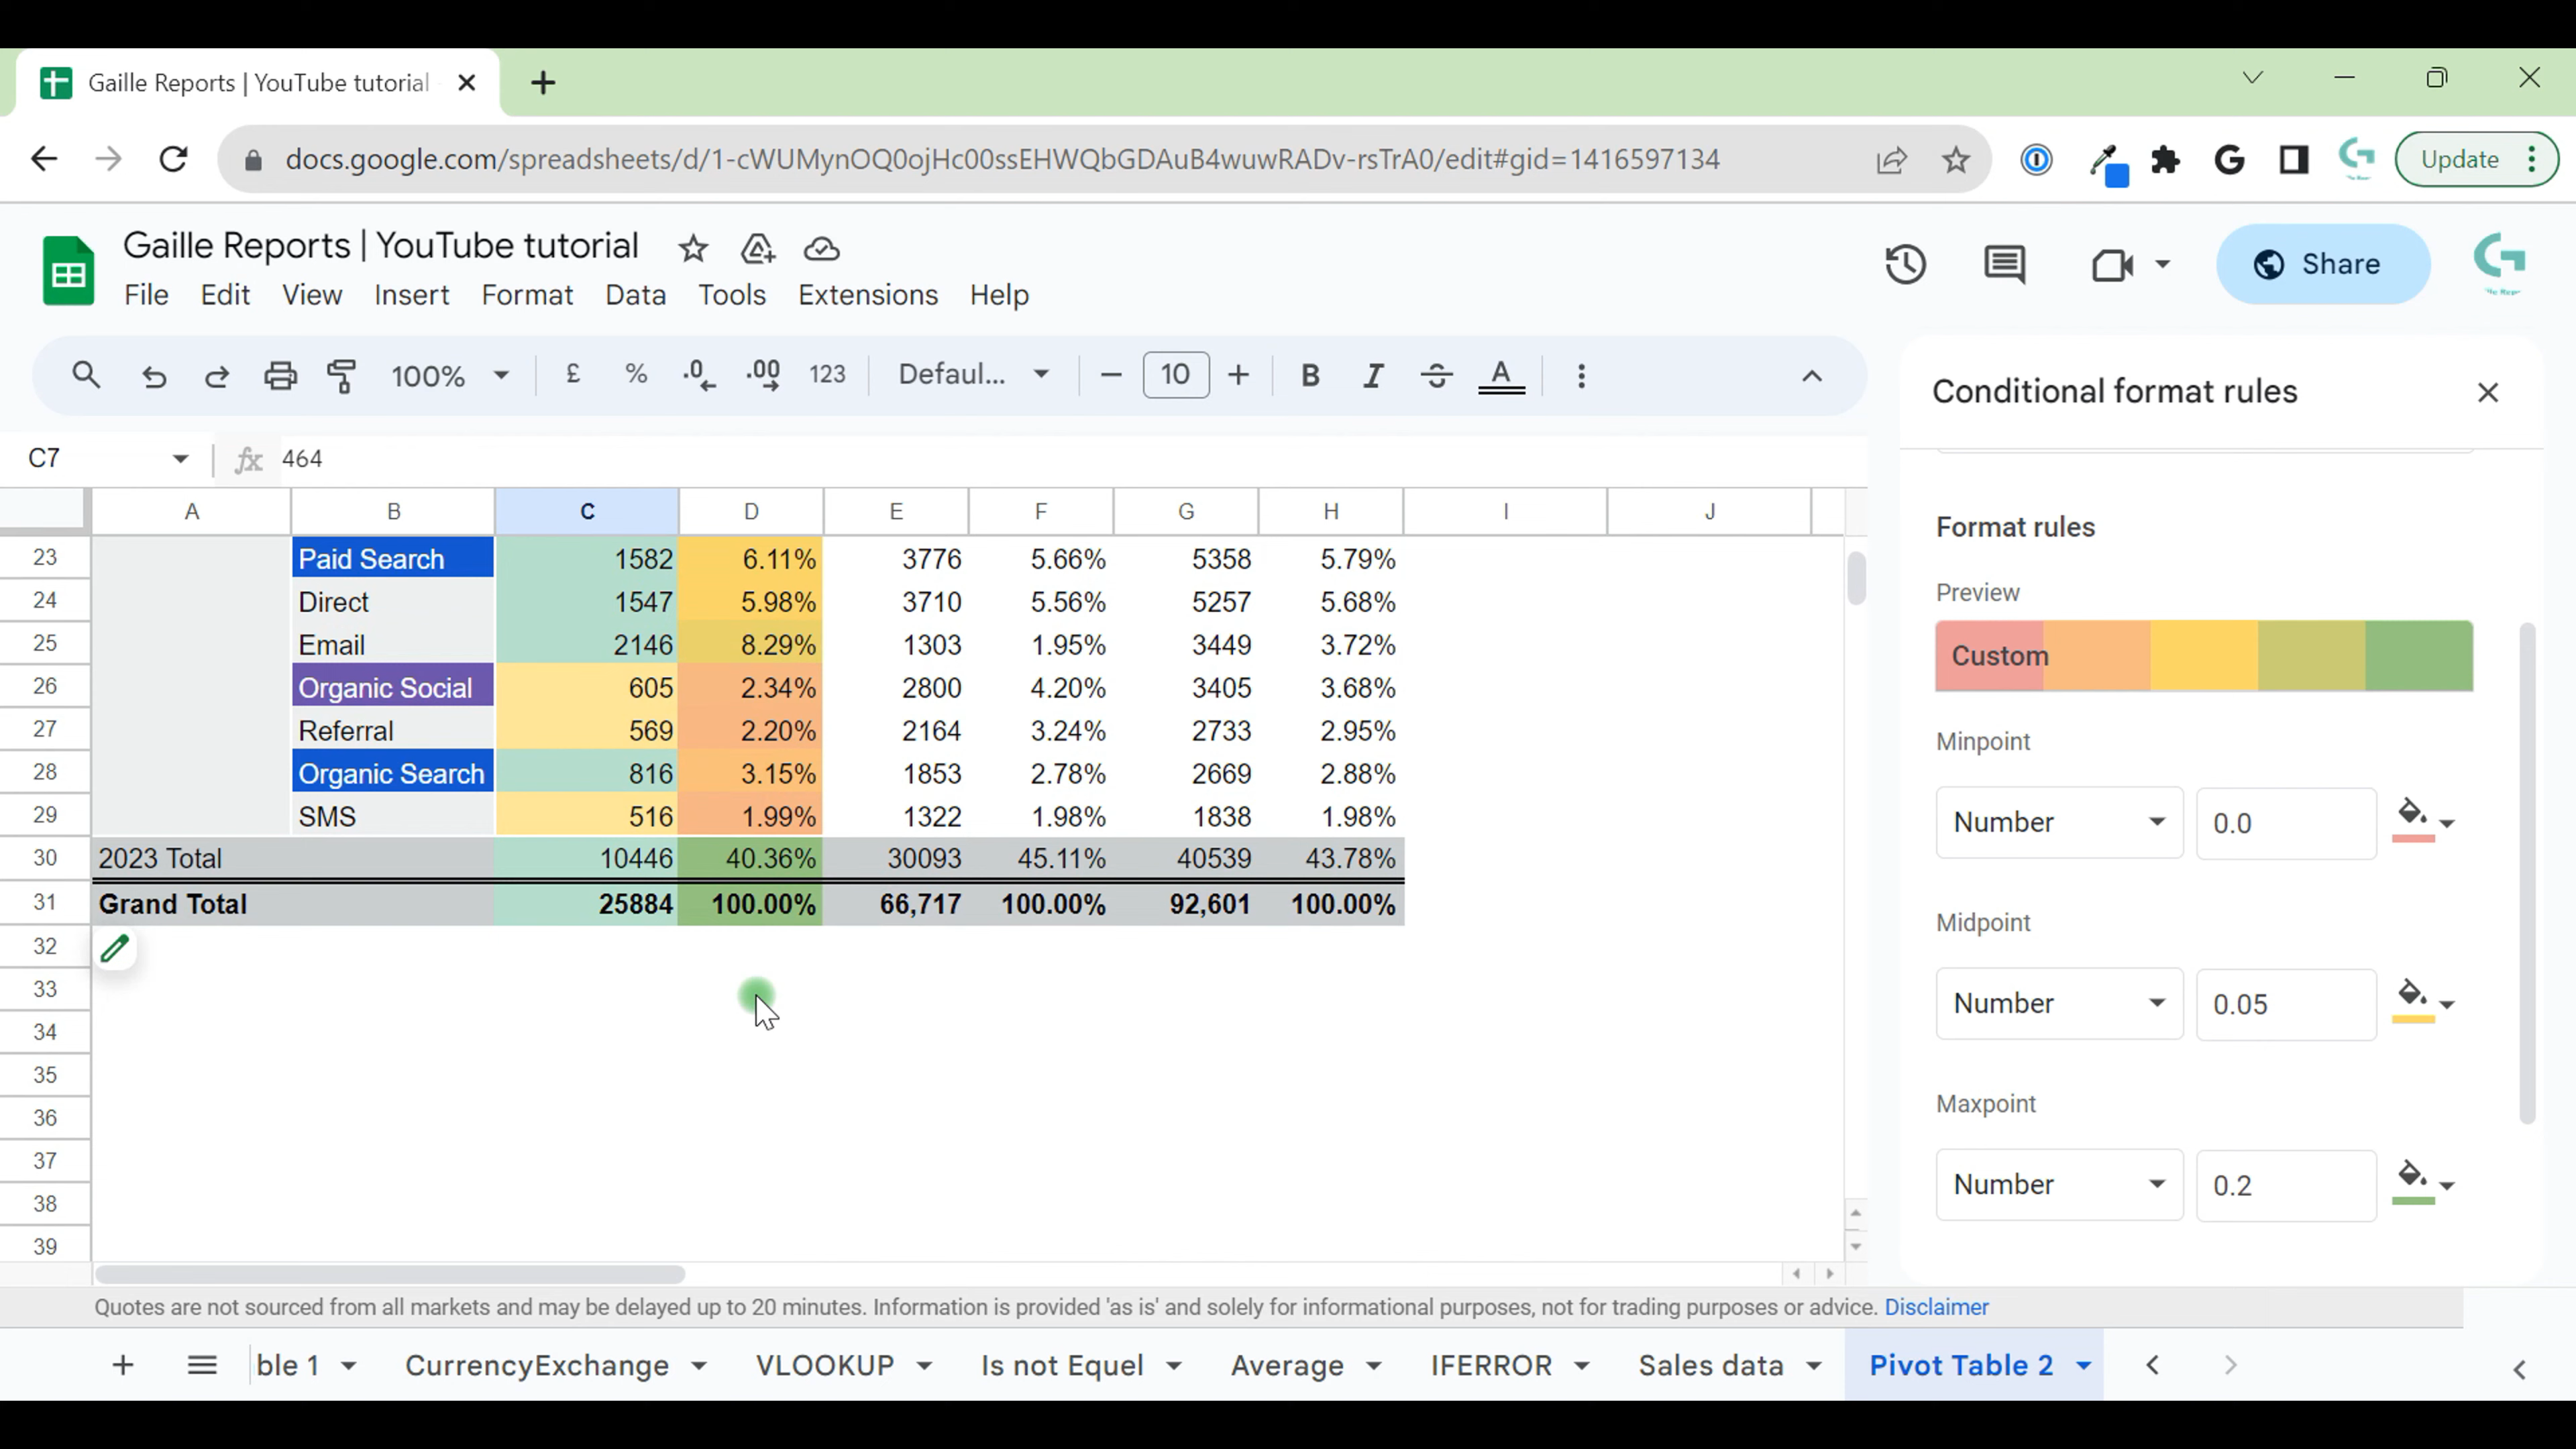 Gaille Reports | YouTube tutorial
docs.google.com/spreadsheets/d/1-cWUMynOQ0ojHc00ssEHWQbGDAuB4wuwRADv-rsTrA0/edit#gid=1416597134
Update
Gaille Reports | YouTube tutorial
Share
File Edit View Insert Format Data Tools Extensions Help
100% £ % .0 .00 123 Defaul... 10 B I S A
Conditional format rules
C7 fx 464
A B C D E F G H I J
23 Paid Search 1582 6.11% 3776 5.66% 5358 5.79%
24 Direct 1547 5.98% 3710 5.56% 5257 5.68%
25 Email 2146 8.29% 1303 1.95% 3449 3.72%
26 Organic Social 605 2.34% 2800 4.20% 3405 3.68%
27 Referral 569 2.20% 2164 3.24% 2733 2.95%
28 Organic Search 816 3.15% 1853 2.78% 2669 2.88%
29 SMS 516 1.99% 1322 1.98% 1838 1.98%
30 2023 Total 10446 40.36% 30093 45.11% 40539 43.78%
31 Grand Total 25884 100.00% 66,717 100.00% 92,601 100.00%
32
33
34
35
36
37
38
39
Format rules
Preview
Custom
Minpoint
Number 0.0
Midpoint
Number 0.05
Maxpoint
Number 0.2
Quotes are not sourced from all markets and may be delayed up to 20 minutes. Information is provided 'as is' and solely for informational purposes, not for trading purposes or advice. Disclaimer
ble 1 CurrencyExchange VLOOKUP Is not Equel Average IFERROR Sales data Pivot Table 2